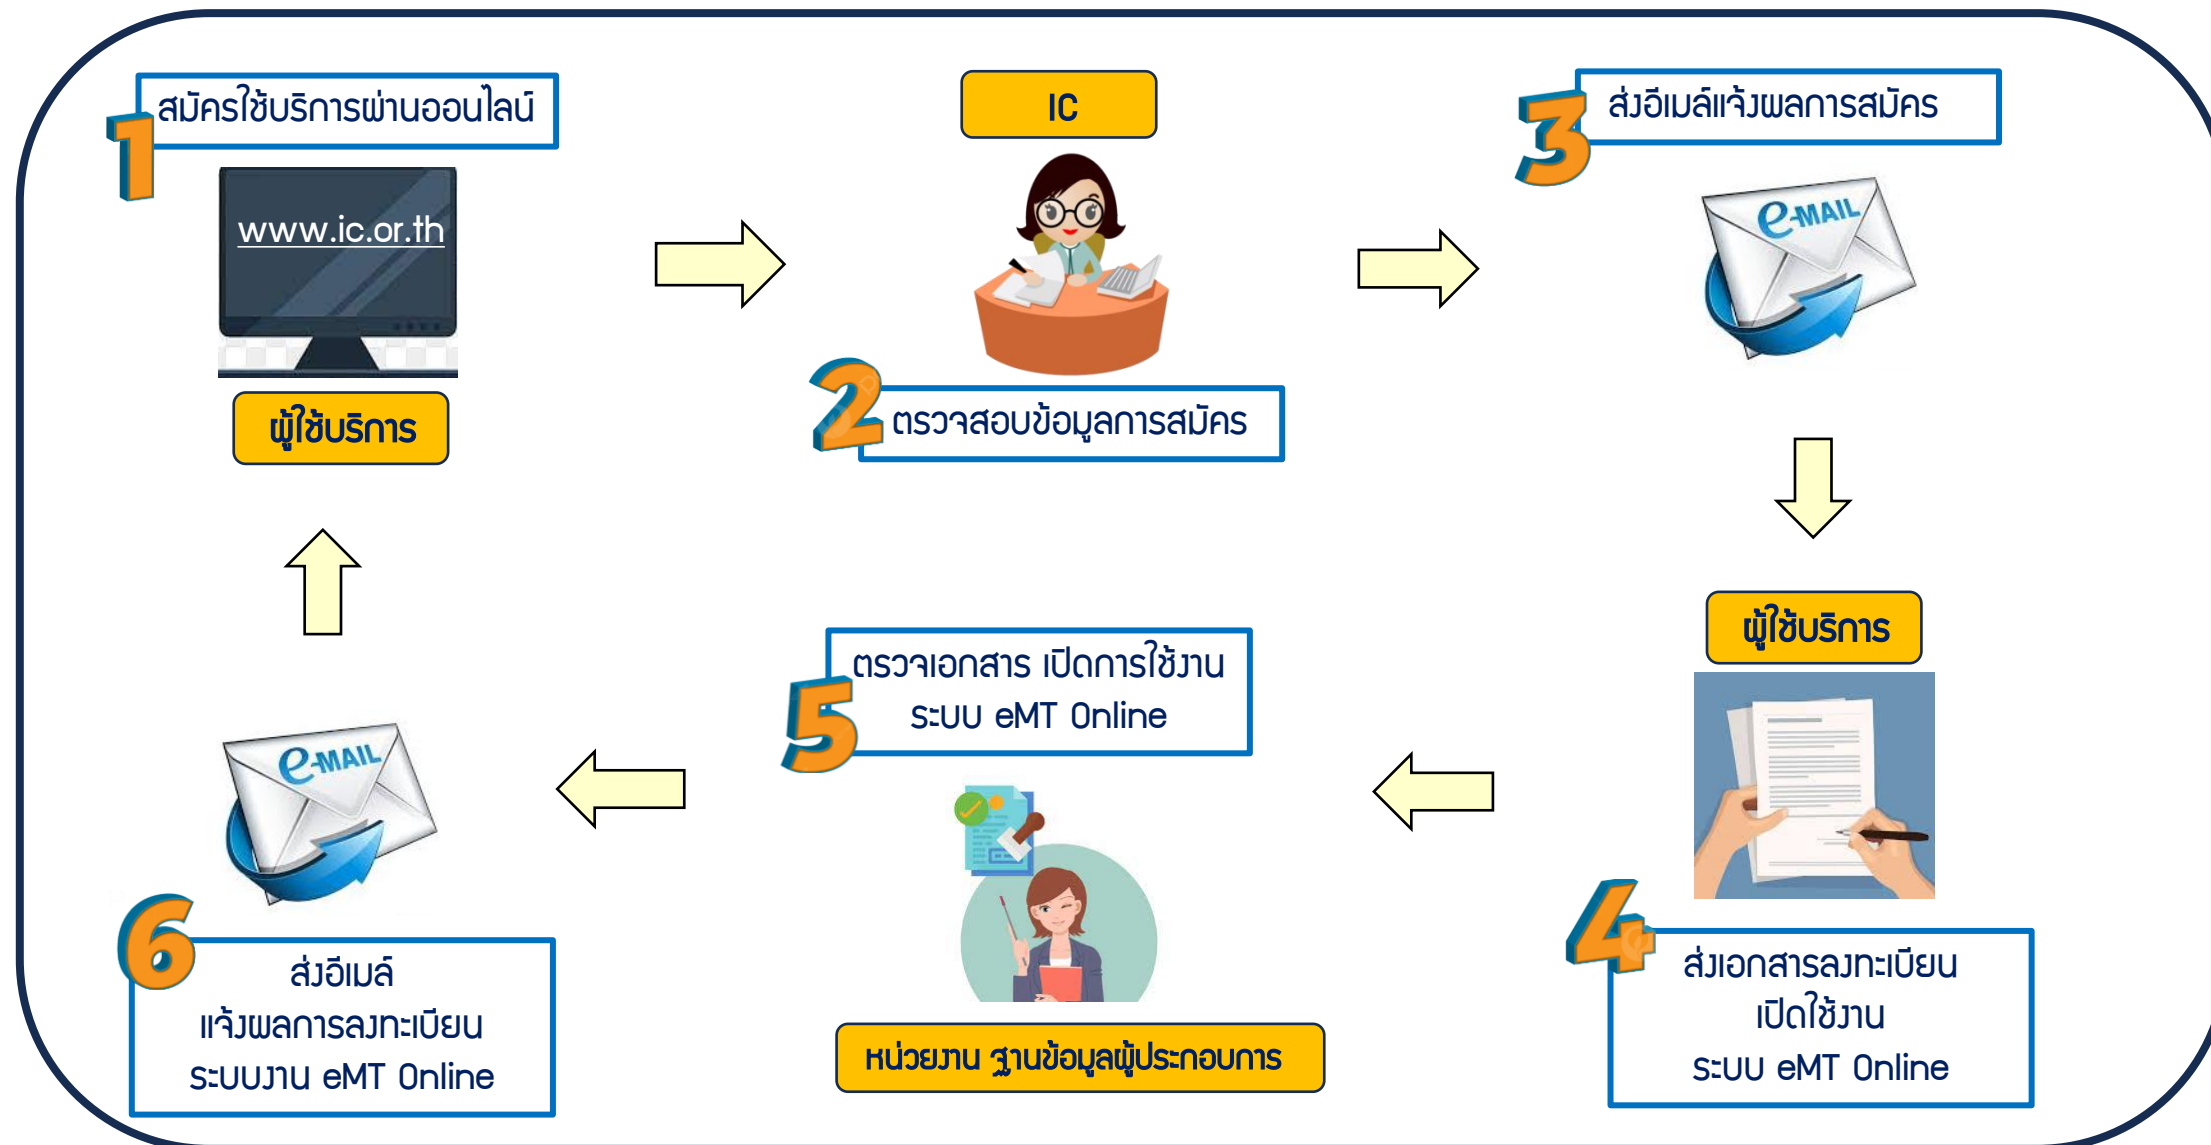 1
สมัครใช้บริการผ่านออนไลน์
www.ic.or.th
ผู้ใช้บริการ
IC
2
ตรวจสอบข้อมูลการสมัคร
3
ส่งอีเมล์แจ้งผลการสมัคร
e-MAIL
ผู้ใช้บริการ
4
ส่งเอกสารลงทะเบียน
เปิดใช้งาน
ระบบ eMT Online
5
ตรวจเอกสาร เปิดการใช้งาน
ระบบ eMT Online
หน่วยงาน ฐานข้อมูลผู้ประกอบการ
e-MAIL
6
ส่งอีเมล์
แจ้งผลการลงทะเบียน
ระบบงาน eMT Online